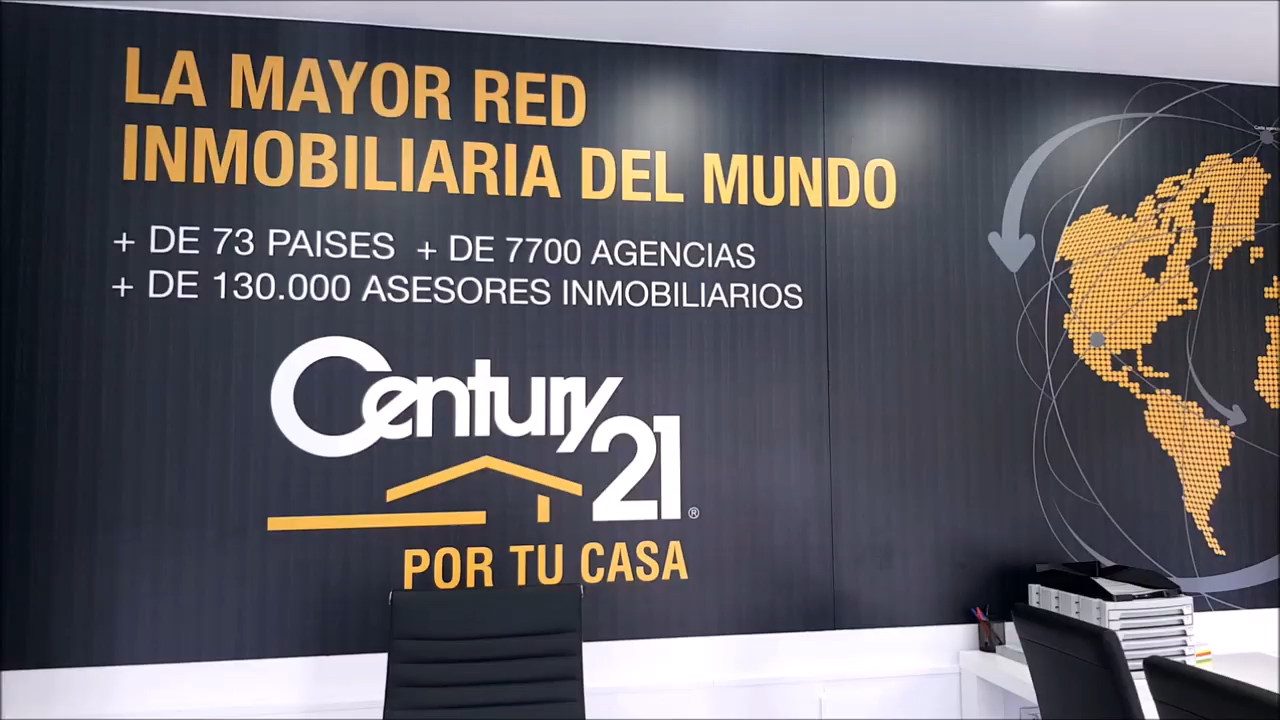 LA MAYOR RED
INMOBILIARIA DEL MUNDO
+ DE 73 PAISES + DE 7700 AGENCIAS
+ DE 130.000 ASESORES INMOBILIARIOS
Century
21®
POR TU CASA